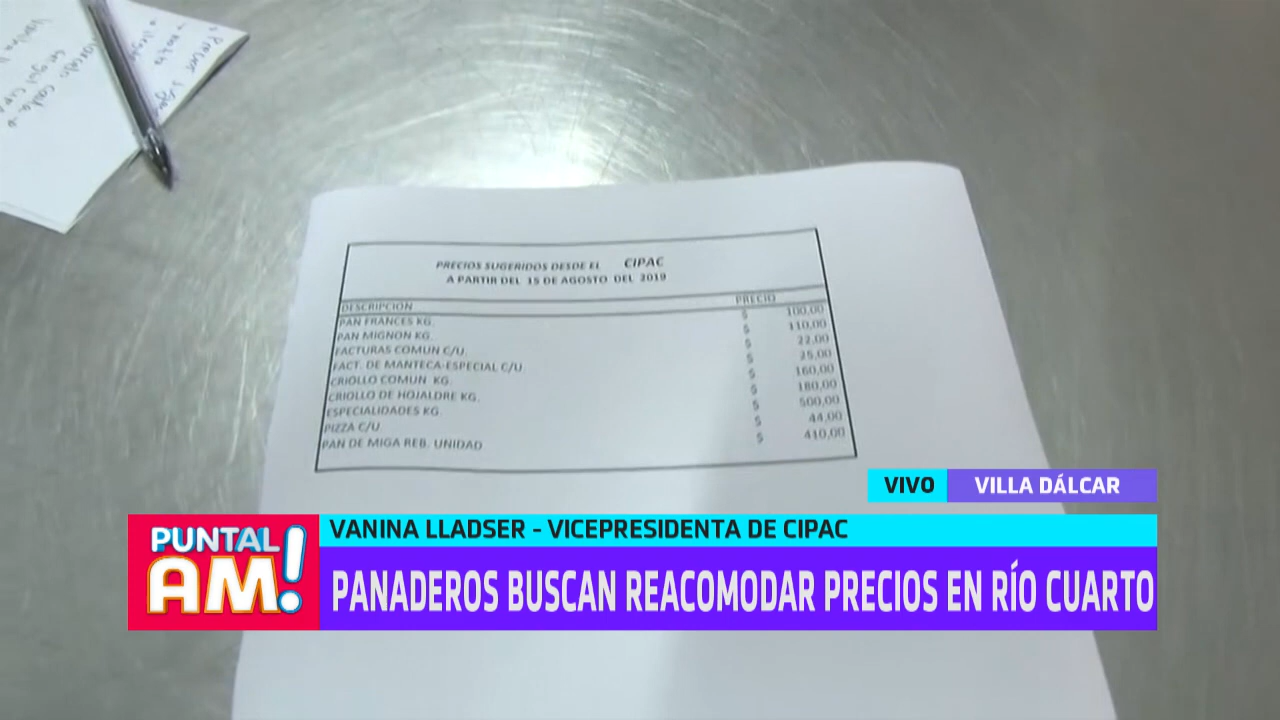 PRECIOS SUGERIDOS DESDE EL CIPAC
A PARTIR DEL 15 DE AGOSTO DEL 2019
DESCRIPCION PRECIO
PAN FRANCES KG. $ 100,00
PAN MIGNON KG. $ 110,00
FACTURAS COMUN C/U. $ 22,00
FACT. DE MANTECA-ESPECIAL C/U $ 25,00
CRIOLLO COMUN KG. $ 160,00
CRIOLLO DE HOJALDRE KG. $ 180,00
ESPECIALIDADES KG. $ 500,00
PIZZA C/U $ 44,00
PAN DE MIGA REB. UNIDAD $ 410,00
VIVO VILLA DÁLCAR
PUNTAL AM!
VANINA LLADSER - VICEPRESIDENTA DE CIPAC
PANADEROS BUSCAN REACOMODAR PRECIOS EN RÍO CUARTO